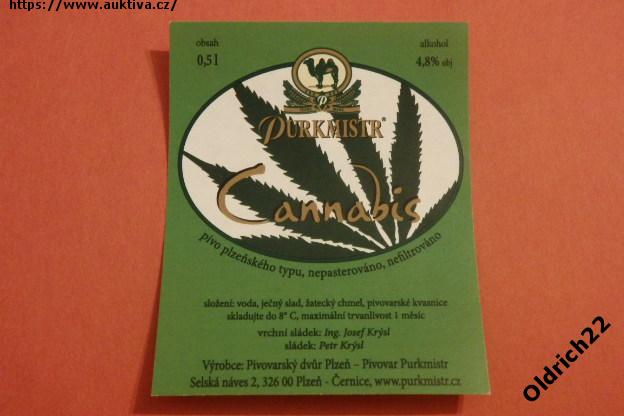 https://www.auktiva.cz/
obsah
0,5 l
alkohol
4,8% obj
P
PURKMISTR®
Cannabis
pivo plzeňského typu, nepasterováno, nefiltrováno
složení: voda, ječný slad, žatecký chmel, pivovarské kvasnice
skladujte do 8° C, maximální trvanlivost 1 měsíc
vrchní sládek: Ing. Josef Krýsl
sládek: Petr Krýsl
Výrobce: Pivovarský dvůr Plzeň – Pivovar Purkmistr
Selská náves 2, 326 00 Plzeň - Černice, www.purkmistr.cz
Oldrich22